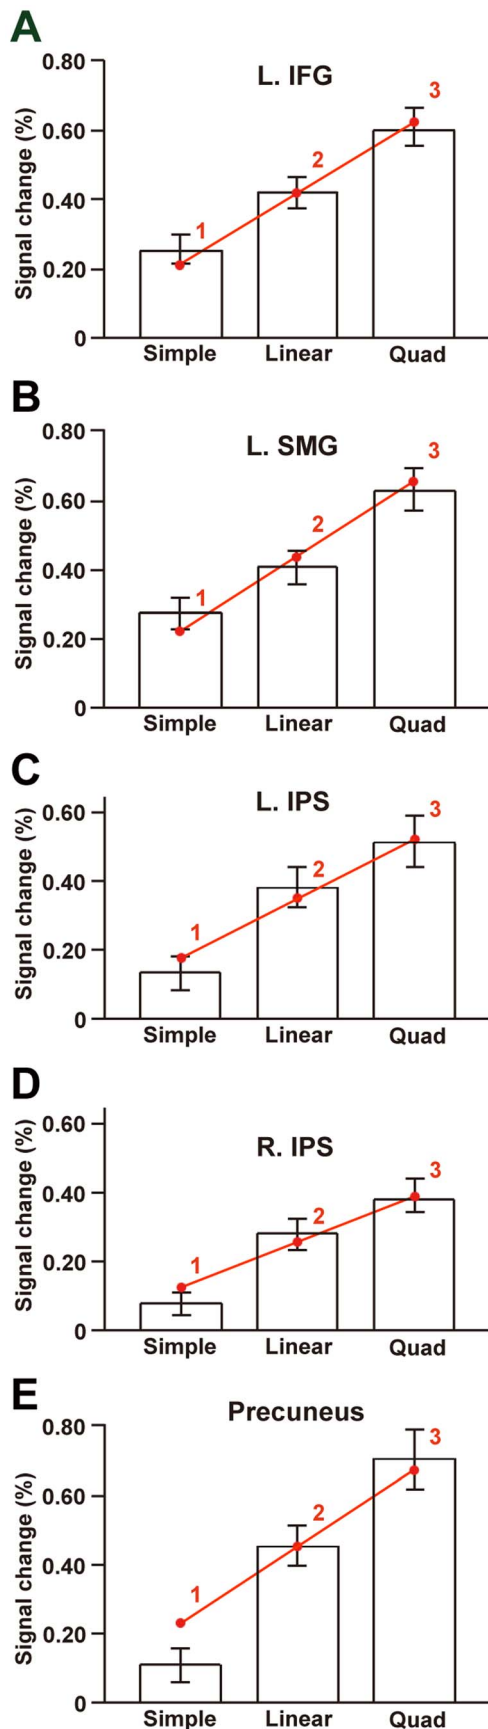 A
L. IFG
Signal change (%)
0.80
0.60
0.40
0.20
0
1
2
3
Simple Linear Quad
B
L. SMG
Signal change (%)
0.80
0.60
0.40
0.20
0
1
2
3
Simple Linear Quad
C
L. IPS
Signal change (%)
0.60
0.40
0.20
0
1
2
3
Simple Linear Quad
D
R. IPS
Signal change (%)
0.60
0.40
0.20
0
1
2
3
Simple Linear Quad
E
Precuneus
Signal change (%)
0.80
0.60
0.40
0.20
0
1
2
3
Simple Linear Quad